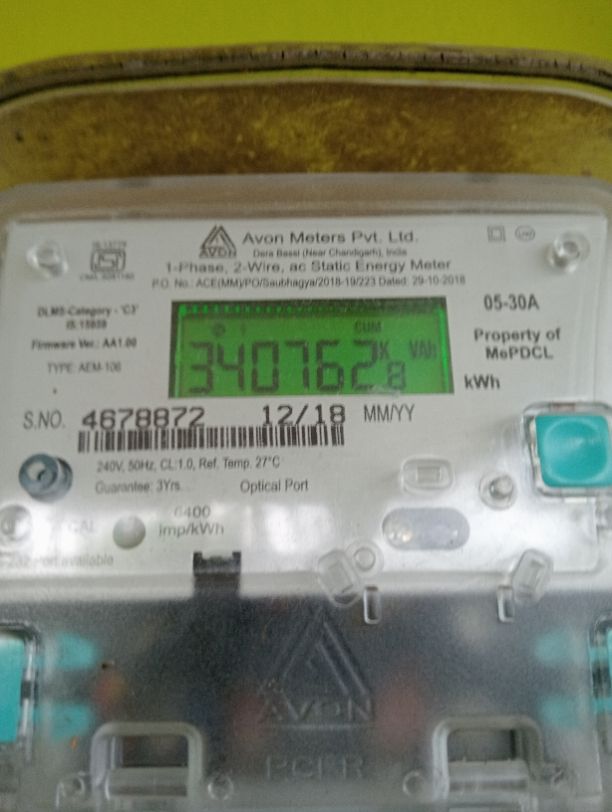 AVON
Avon Meters Pvt. Ltd.
Dera Bassi (Near Chandigarh), India
1-Phase, 2-Wire, ac Static Energy Meter
P.O. No.: ACE(MM)/PO/Saubhagya/2018-19/223 Dated: 29-10-2018
DLMS-Category - 'C3'
IS:15959
Firmware Ver.: AA1.00
TYPE: AEM-106
CUM
340762
K VAh
8
05-30A
Property of
MePDCL
kWh
S.NO. 4678872 12/18 MM/YY
240V, 50Hz, CL:1.0, Ref. Temp. 27°C
Guarantee: 3Yrs. Optical Port
CAL
6400
imp/kWh
available
AVON